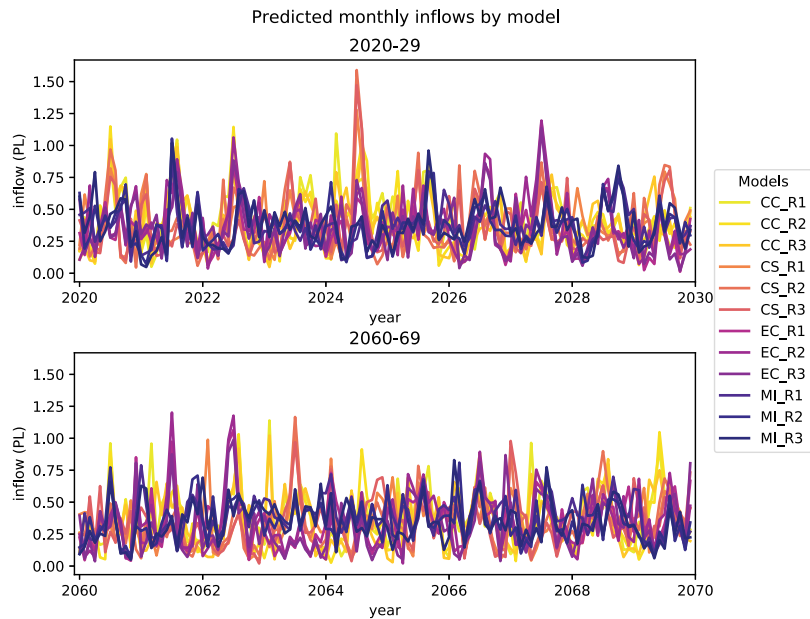 Predicted monthly inflows by model
2020-29
1.50
1.25
1.00
0.75
0.50
0.25
0.00
inflow (PL)
2020 2022 2024 2026 2028 2030
year
2060-69
1.50
1.25
1.00
0.75
0.50
0.25
0.00
inflow (PL)
2060 2062 2064 2066 2068 2070
year
Models
CC_R1
CC_R2
CC_R3
CS_R1
CS_R2
CS_R3
EC_R1
EC_R2
EC_R3
MI_R1
MI_R2
MI_R3